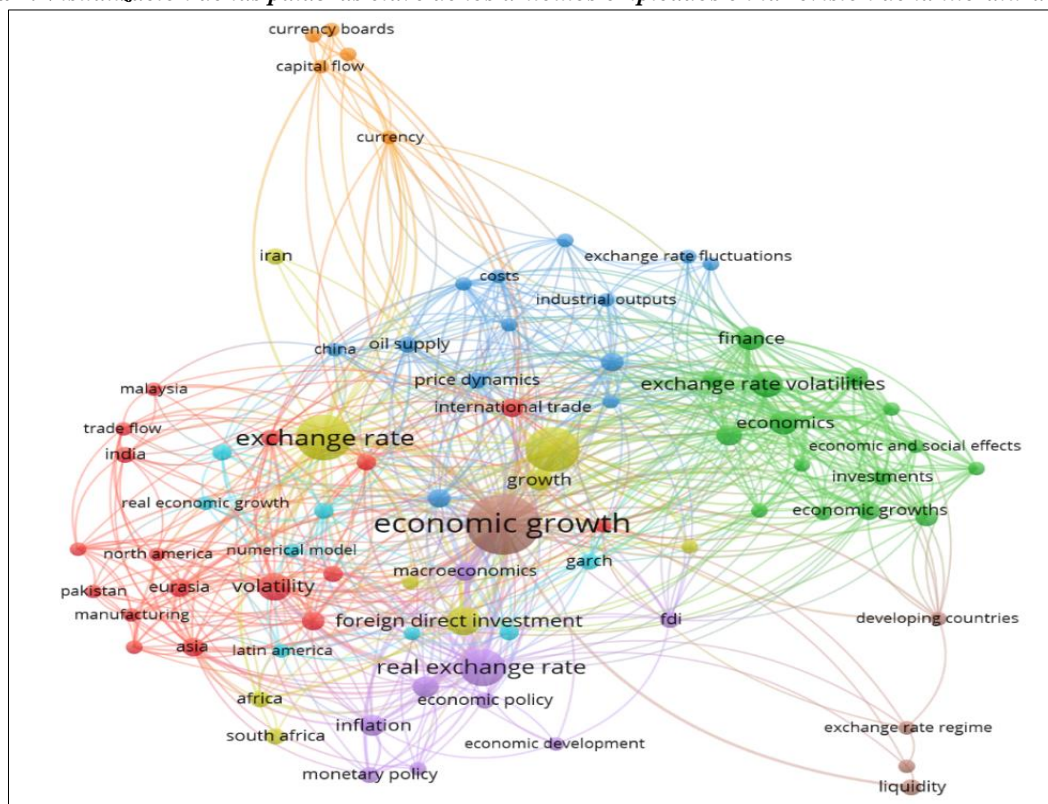 currency boards
capital flow
currency
iran
exchange rate fluctuations
costs
industrial outputs
finance
china
oil supply
price dynamics
exchange rate volatilities
malaysia
international trade
economics
trade flow
exchange rate
economic and social effects
india
growth
investments
real economic growth
economic growths
economic growth
north america
numerical model
garch
macroeconomics
pakistan
eurasia
volatility
manufacturing
foreign direct investment
fdi
developing countries
asia
latin america
real exchange rate
africa
economic policy
inflation
exchange rate regime
south africa
economic development
monetary policy
liquidity